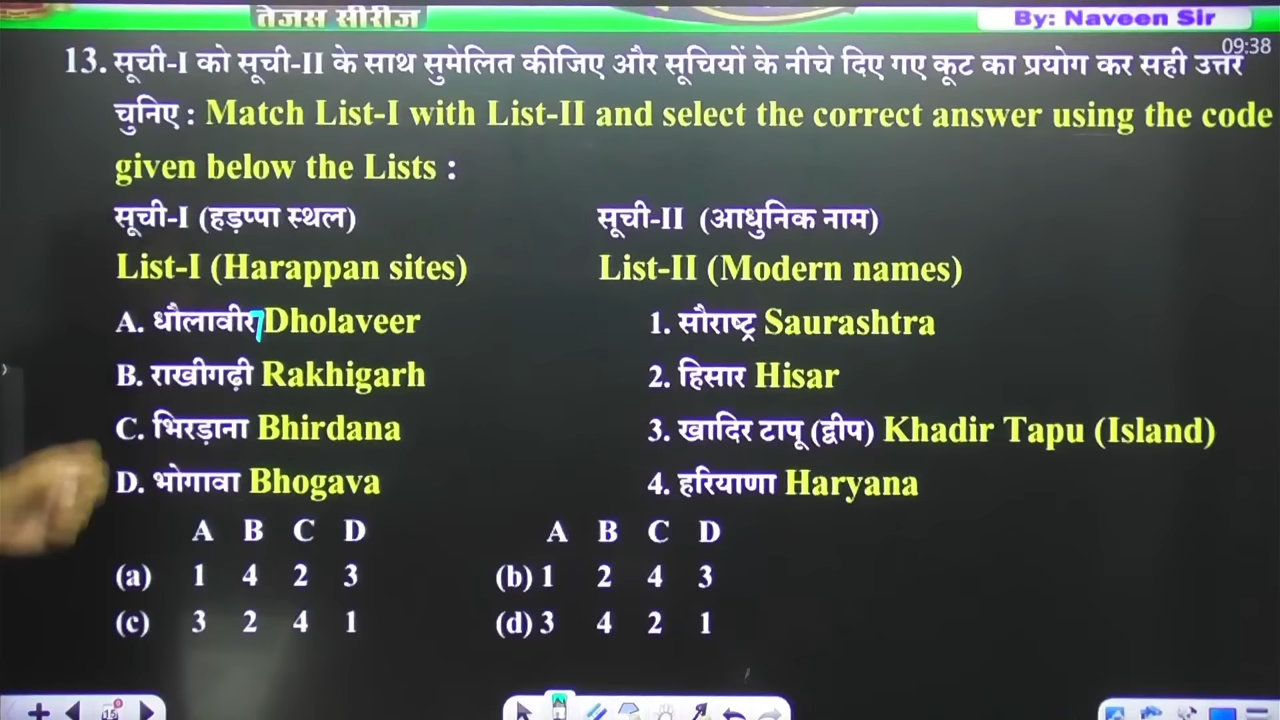 तेजस सीरीज
By: Naveen Sir
09:38
13. सूची-I को सूची-II के साथ सुमेलित कीजिए और सूचियों के नीचे दिए गए कूट का प्रयोग कर सही उत्तर
चुनिए : Match List-I with List-II and select the correct answer using the code
given below the Lists :
सूची-I (हड़प्पा स्थल) सूची-II (आधुनिक नाम)
List-I (Harappan sites) List-II (Modern names)
A. धौलावीरा Dholaveer 1. सौराष्ट्र Saurashtra
B. राखीगढ़ी Rakhigarh 2. हिसार Hisar
C. भिरड़ाना Bhirdana 3. खादिर टापू (द्वीप) Khadir Tapu (Island)
D. भोगावा Bhogava 4. हरियाणा Haryana
A B C D A B C D
(a) 1 4 2 3 (b) 1 2 4 3
(c) 3 2 4 1 (d) 3 4 2 1
15